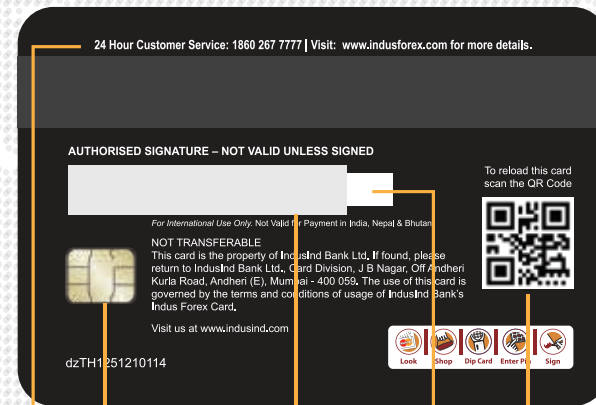 24 Hour Customer Service: 1860 267 7777 | Visit: www.indusforex.com for more details.
AUTHORISED SIGNATURE – NOT VALID UNLESS SIGNED
To reload this card
scan the QR Code
For International Use Only. Not Valid for Payment in India, Nepal & Bhutan
NOT TRANSFERABLE
This card is the property of IndusInd Bank Ltd. If found, please
return to IndusInd Bank Ltd., Card Division, J B Nagar, Off Andheri
Kurla Road, Andheri (E), Mumbai - 400 059. The use of this card is
governed by the terms and conditions of usage of IndusInd Bank's
Indus Forex Card.
Visit us at www.indusind.com
Look Shop Dip Card Enter Pin Sign
dzTH1251210114